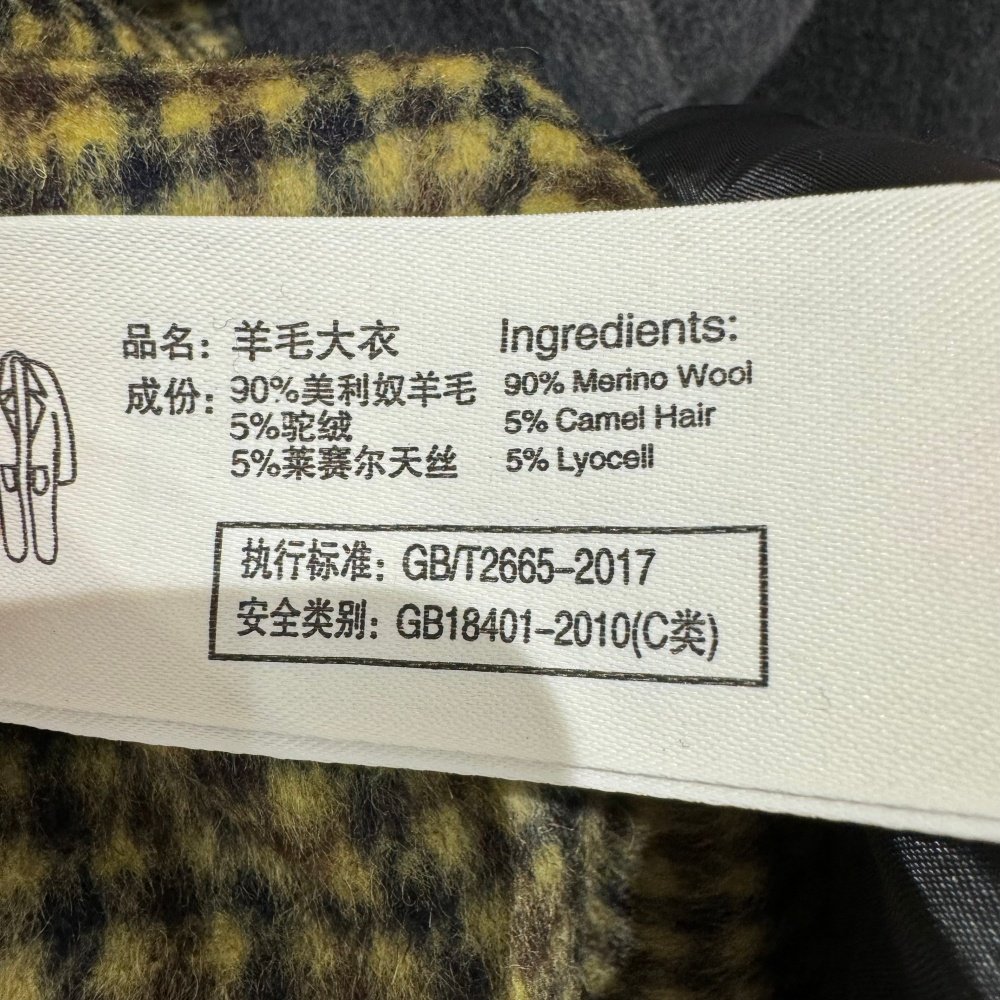 品名：羊毛大衣
成份：90%美利奴羊毛
5%驼绒
5%莱赛尔天丝
Ingredients:
90% Merino Wool
5% Camel Hair
5% Lyocell
执行标准：GB/T2665-2017
安全类别：GB18401-2010(C类)